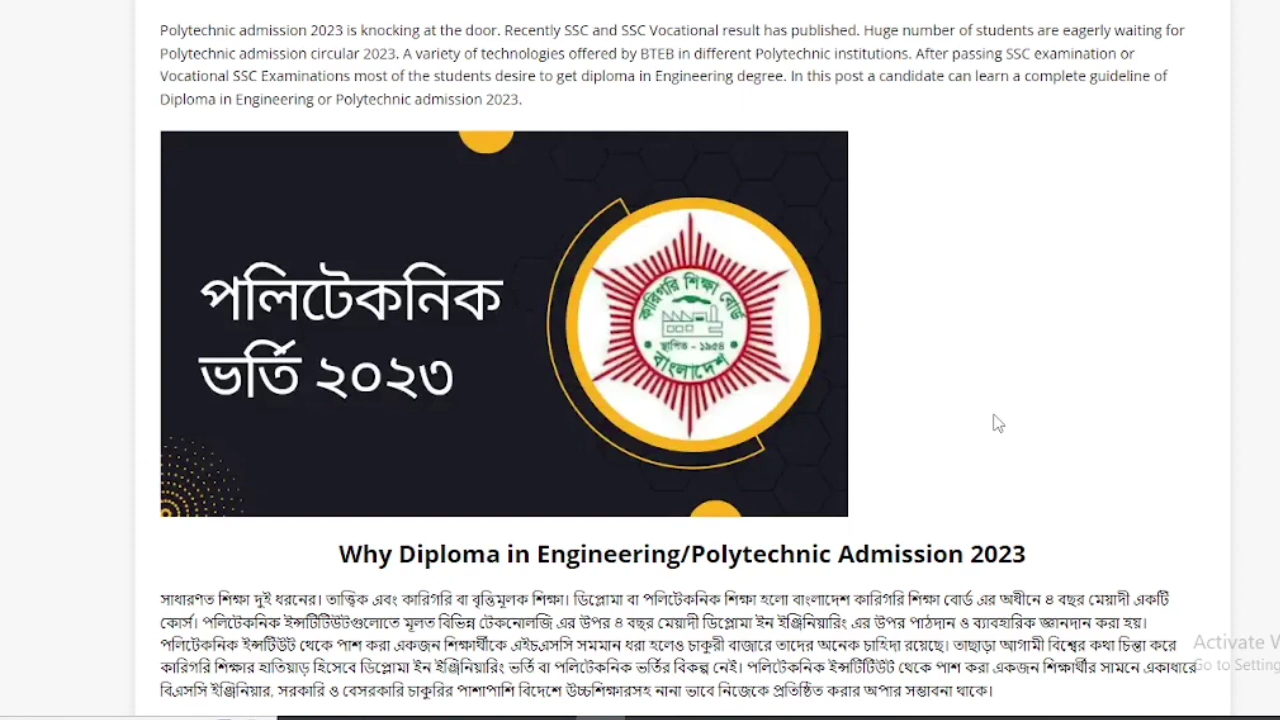 Polytechnic admission 2023 is knocking at the door. Recently SSC and SSC Vocational result has published. Huge number of students are eagerly waiting for
Polytechnic admission circular 2023. A variety of technologies offered by BTEB in different Polytechnic institutions. After passing SSC examination or
Vocational SSC Examinations most of the students desire to get diploma in Engineering degree. In this post a candidate can learn a complete guideline of
Diploma in Engineering or Polytechnic admission 2023.
পলিটেকনিক
ভর্তি ২০২৩
কারিগরি শিক্ষা বোর্ড
স্থাপিত - ১৯৫৪
বাংলাদেশ
Why Diploma in Engineering/Polytechnic Admission 2023
সাধারণত শিক্ষা দুই ধরনের। তাত্ত্বিক এবং কারিগরি বা বৃত্তিমূলক শিক্ষা। ডিপ্লোমা বা পলিটেকনিক শিক্ষা হলো বাংলাদেশ কারিগরি শিক্ষা বোর্ড এর অধীনে ৪ বছর মেয়াদী একটি
কোর্স। পলিটেকনিক ইন্সটিটিউটগুলোতে মূলত বিভিন্ন টেকনোলজি এর উপর ৪ বছর মেয়াদী ডিপ্লোমা ইন ইঞ্জিনিয়ারিং এর উপর পাঠদান ও ব্যাবহারিক জ্ঞানদান করা হয়।
পলিটেকনিক ইন্সটিটিউট থেকে পাশ করা একজন শিক্ষার্থীকে এইচএসসি সমমান ধরা হলেও চাকুরী বাজারে তাদের অনেক চাহিদা রয়েছে। তাছাড়া আগামী বিশ্বের কথা চিন্তা করে
কারিগরি শিক্ষার হাতিয়াড় হিসেবে ডিপ্লোমা ইন ইঞ্জিনিয়ারিং ভর্তি বা পলিটেকনিক ভর্তির বিকল্প নেই। পলিটেকনিক ইন্সটিটিউট থেকে পাশ করা একজন শিক্ষার্থীর সামনে একাধারে
বিএসসি ইঞ্জিনিয়ার, সরকারি ও বেসরকারি চাকুরির পাশাপাশি বিদেশে উচ্চশিক্ষারসহ নানা ভাবে নিজেকে প্রতিষ্ঠিত করার অপার সম্ভাবনা থাকে।
Activate W
Go to Setting